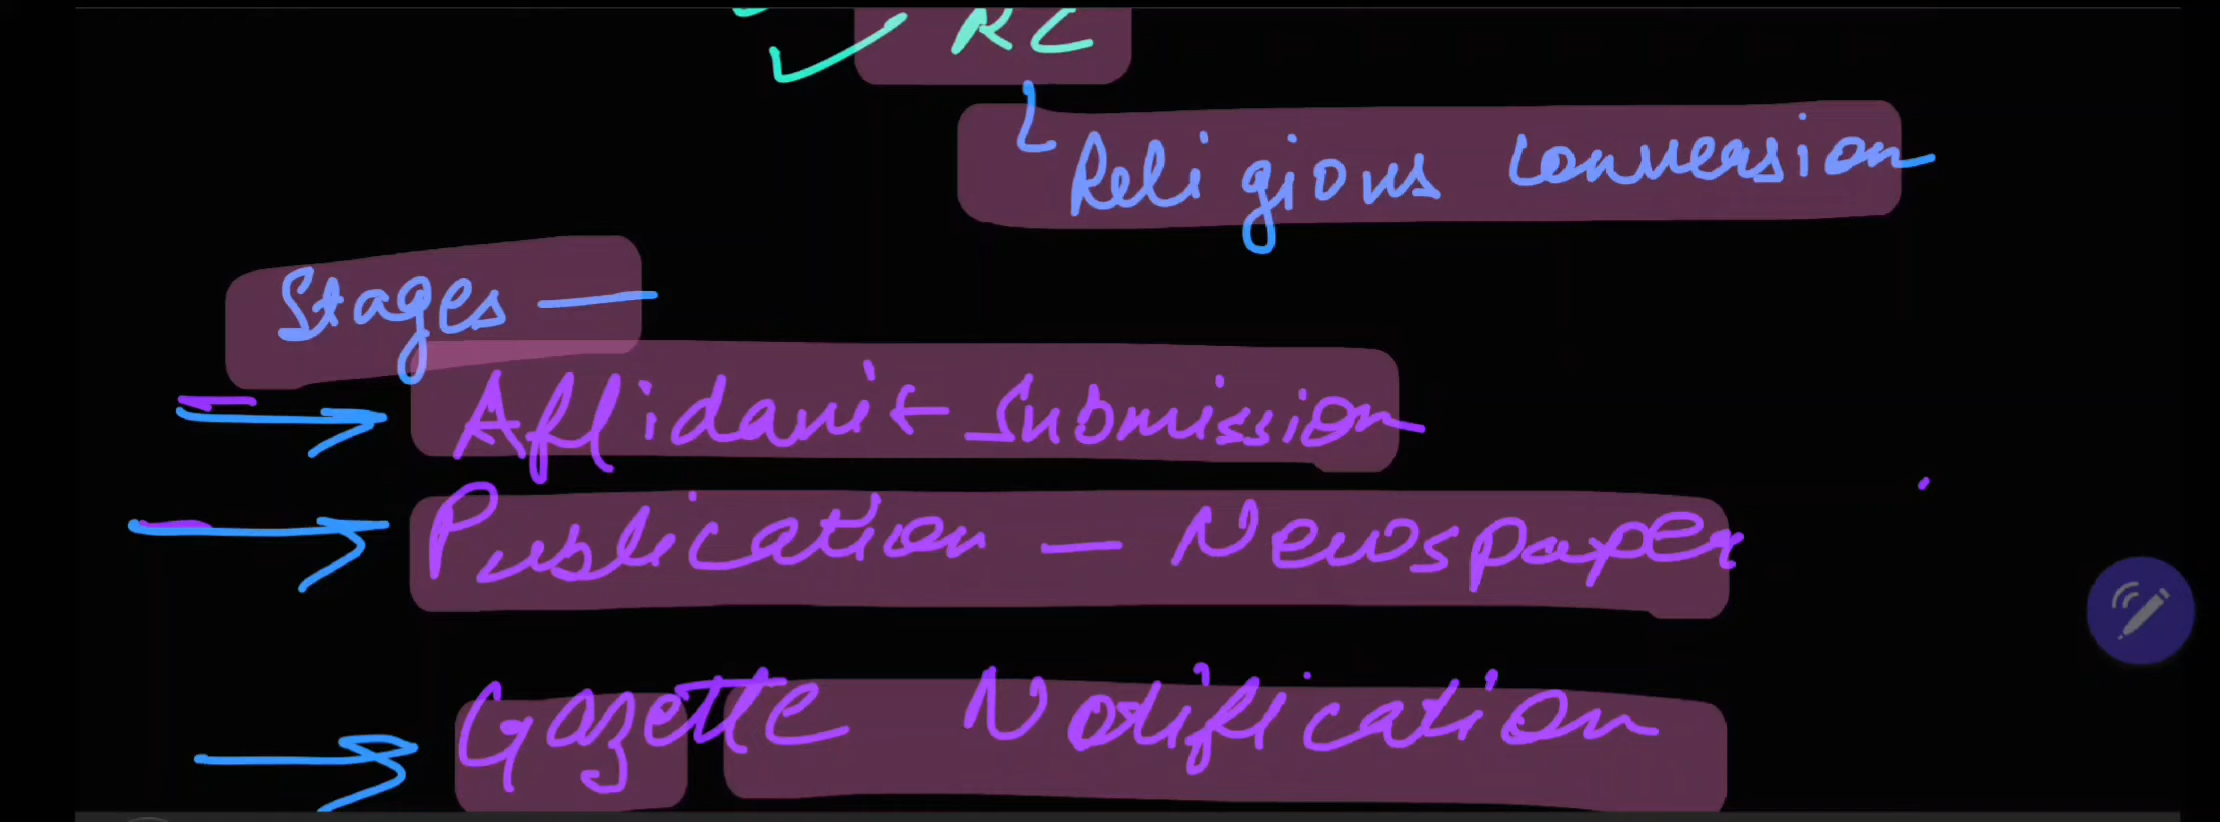 RC
Religious Conversion
Stages —
Affidavit Submission
Publication — Newspaper
Gazette Notification